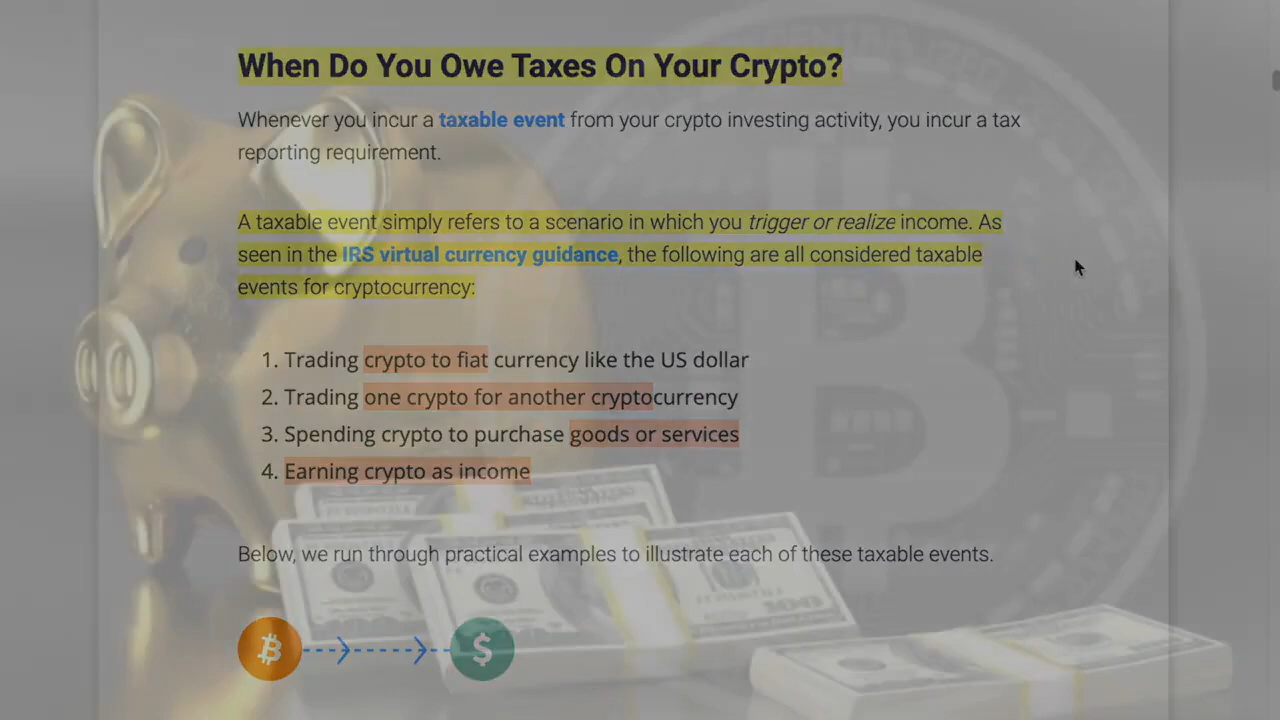 When Do You Owe Taxes On Your Crypto?
Whenever you incur a taxable event from your crypto investing activity, you incur a tax
reporting requirement.
A taxable event simply refers to a scenario in which you trigger or realize income. As
seen in the IRS virtual currency guidance, the following are all considered taxable
events for cryptocurrency:
1. Trading crypto to fiat currency like the US dollar
2. Trading one crypto for another cryptocurrency
3. Spending crypto to purchase goods or services
4. Earning crypto as income
Below, we run through practical examples to illustrate each of these taxable events.
₿
$
100